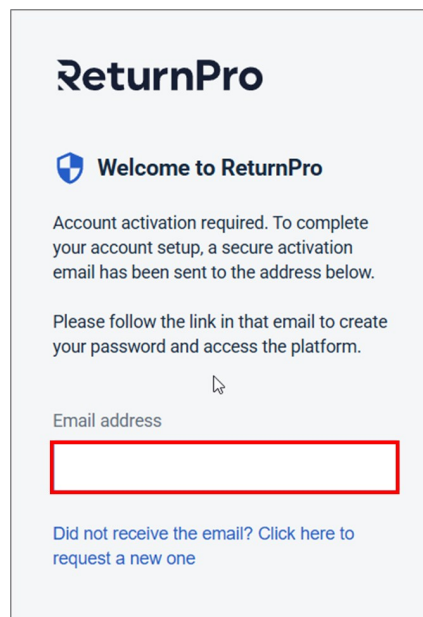 ReturnPro
Welcome to ReturnPro
Account activation required. To complete
your account setup, a secure activation
email has been sent to the address below.
Please follow the link in that email to create
your password and access the platform.
Email address
Did not receive the email? Click here to
request a new one